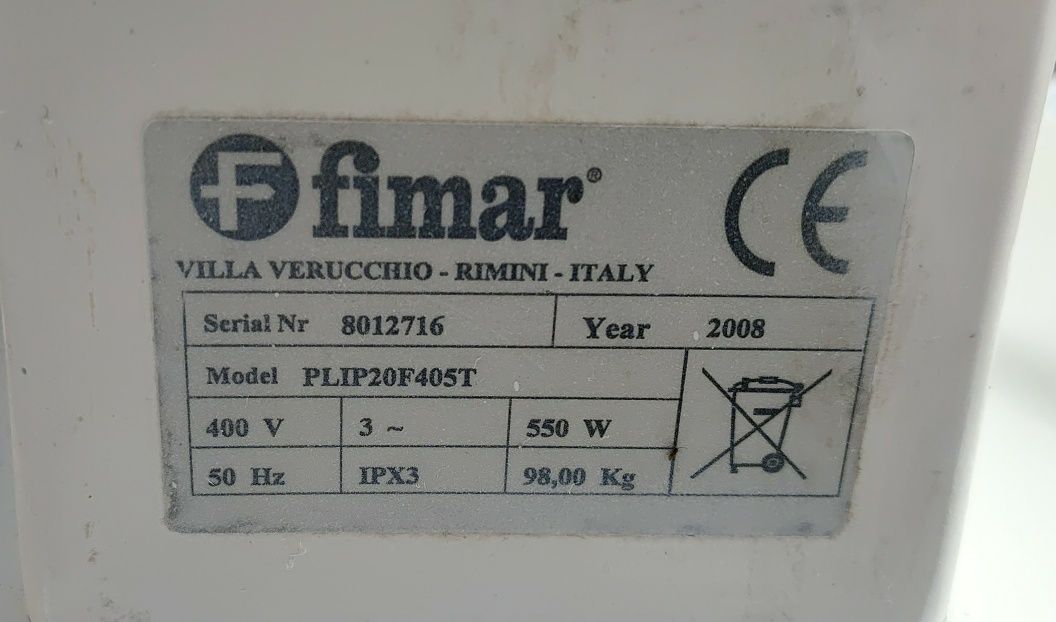 F fimar®
CE
VILLA VERUCCHIO - RIMINI - ITALY
Serial Nr 8012716 Year 2008
Model PLIP20F405T
400 V 3 ~ 550 W
50 Hz IPX3 98,00 Kg